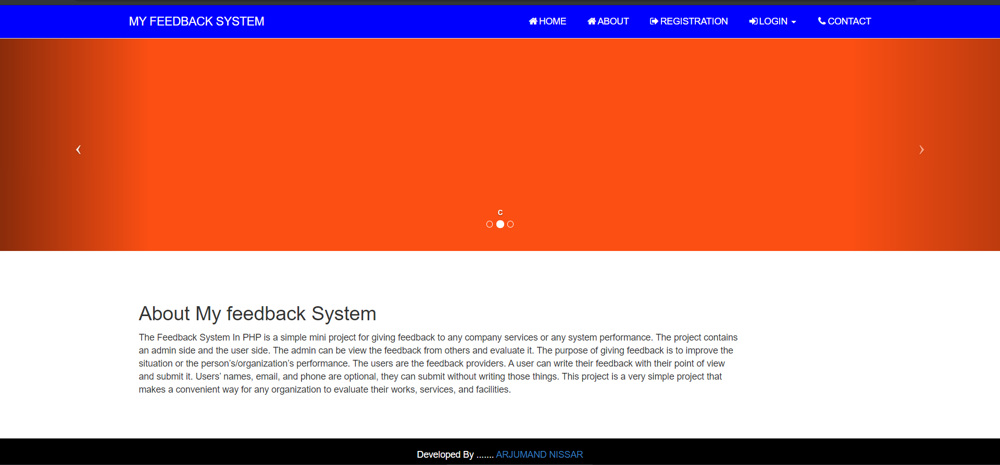 MY FEEDBACK SYSTEM
HOME
ABOUT
REGISTRATION
LOGIN
CONTACT
c
About My feedback System
The Feedback System In PHP is a simple mini project for giving feedback to any company services or any system performance. The project contains
an admin side and the user side. The admin can be view the feedback from others and evaluate it. The purpose of giving feedback is to improve the
situation or the person’s/organization’s performance. The users are the feedback providers. A user can write their feedback with their point of view
and submit it. Users’ names, email, and phone are optional, they can submit without writing those things. This project is a very simple project that
makes a convenient way for any organization to evaluate their works, services, and facilities.
Developed By ....... ARJUMAND NISSAR